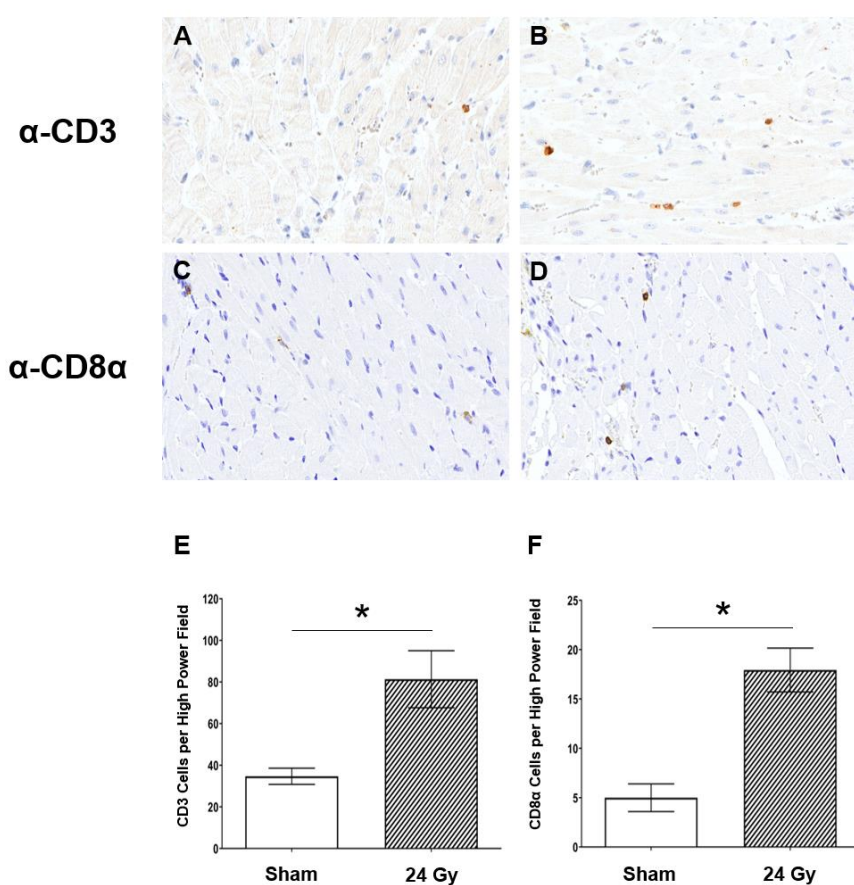 A
B
α-CD3
C
D
α-CD8α
E
F
CD3 Cells per High Power Field
120
100
80
60
40
20
0
*
Sham
24 Gy
CD8α Cells per High Power Field
25
20
15
10
5
0
*
Sham
24 Gy